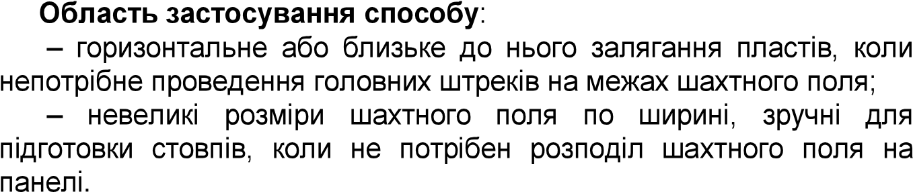 Область застосування способу:
– горизонтальне або близьке до нього залягання пластів, коли
непотрібне проведення головних штреків на межах шахтного поля;
– невеликі розміри шахтного поля по ширині, зручні для
підготовки стовпів, коли не потрібен розподіл шахтного поля на
панелі.